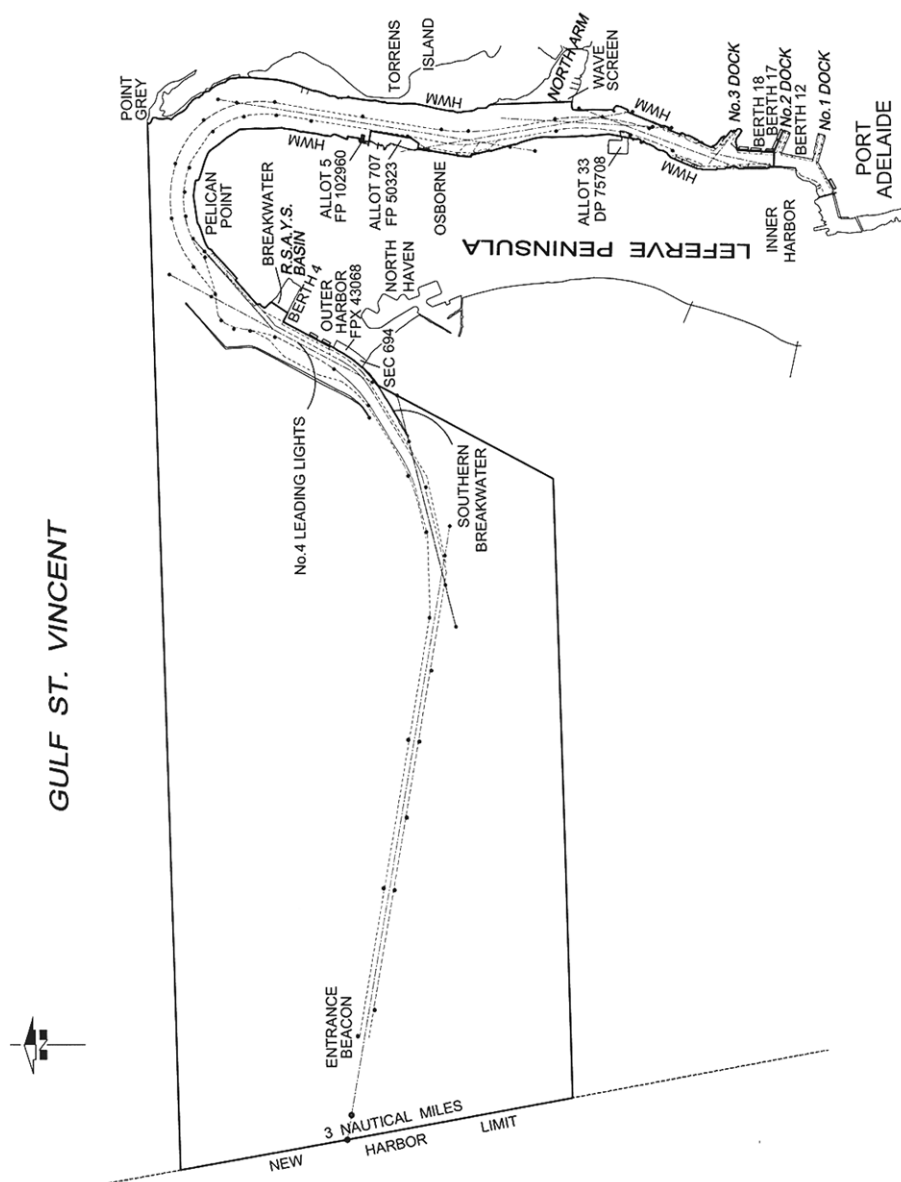 GULF ST. VINCENT
N
3 NAUTICAL MILES
NEW HARBOR LIMIT
ENTRANCE
BEACON
No.4 LEADING LIGHTS
SOUTHERN
BREAKWATER
PELICAN
POINT
BREAKWATER
R.S.A.Y.S.
BASIN
BERTH 4
OUTER
HARBOR
FPX 43068
SEC 694
NORTH
HAVEN
POINT
GREY
TORRENS
ISLAND
HWM
HWM
ALLOT 5
FP 102960
ALLOT 707
FP 50323
OSBORNE
LEFERVE PENINSULA
NORTH ARM
WAVE
SCREEN
ALLOT 33
DP 75708
HWM
HWM
No.3 DOCK
BERTH 18
BERTH 17
No.2 DOCK
BERTH 12
No.1 DOCK
INNER
HARBOR
PORT
ADELAIDE